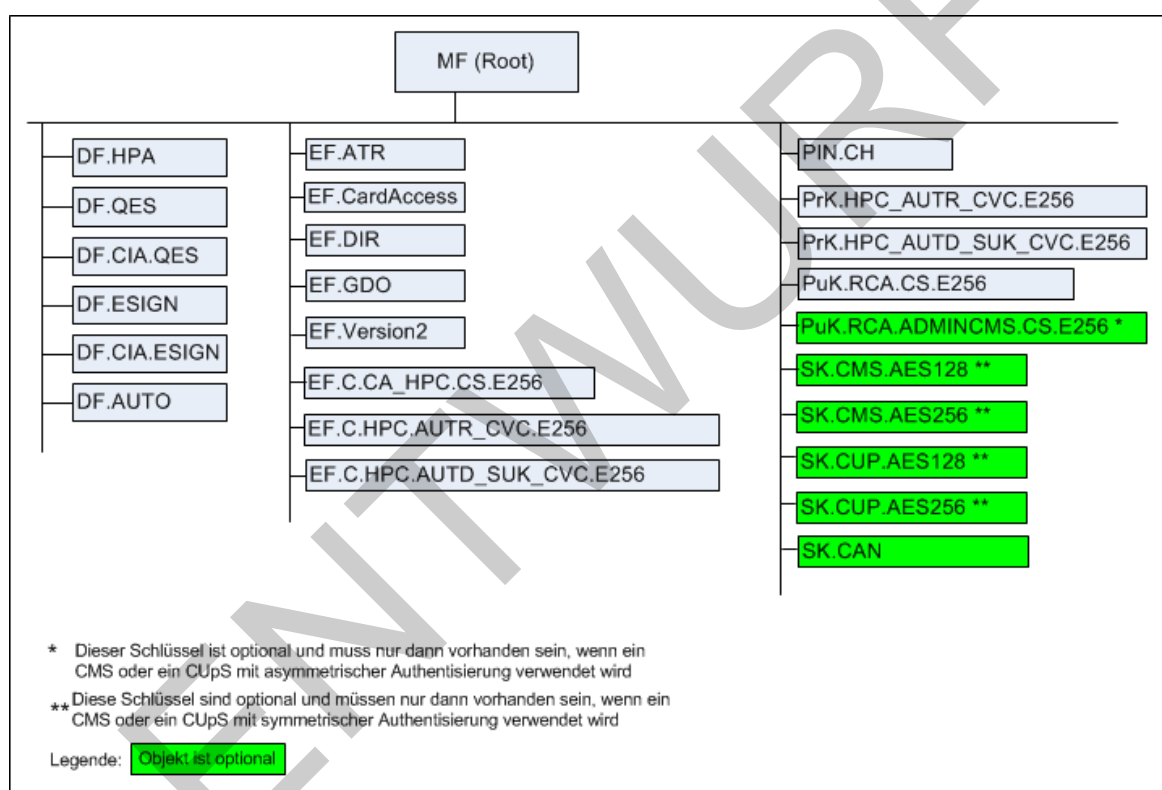 MF (Root)
DF.HPA
DF.QES
DF.CIA.QES
DF.ESIGN
DF.CIA.ESIGN
DF.AUTO
EF.ATR
EF.CardAccess
EF.DIR
EF.GDO
EF.Version2
EF.C.CA_HPC.CS.E256
EF.C.HPC.AUTR_CVC.E256
EF.C.HPC.AUTD_SUK_CVC.E256
PIN.CH
PrK.HPC_AUTR_CVC.E256
PrK.HPC_AUTD_SUK_CVC.E256
PuK.RCA.CS.E256
PuK.RCA.ADMINCMS.CS.E256 *
SK.CMS.AES128 **
SK.CMS.AES256 **
SK.CUP.AES128 **
SK.CUP.AES256 **
SK.CAN
* Dieser Schlüssel ist optional und muss nur dann vorhanden sein, wenn ein
CMS oder ein CUpS mit asymmetrischer Authentisierung verwendet wird
** Diese Schlüssel sind optional und müssen nur dann vorhanden sein, wenn ein
CMS oder ein CUpS mit symmetrischer Authentisierung verwendet wird
Legende: Objekt ist optional
ENTWURF